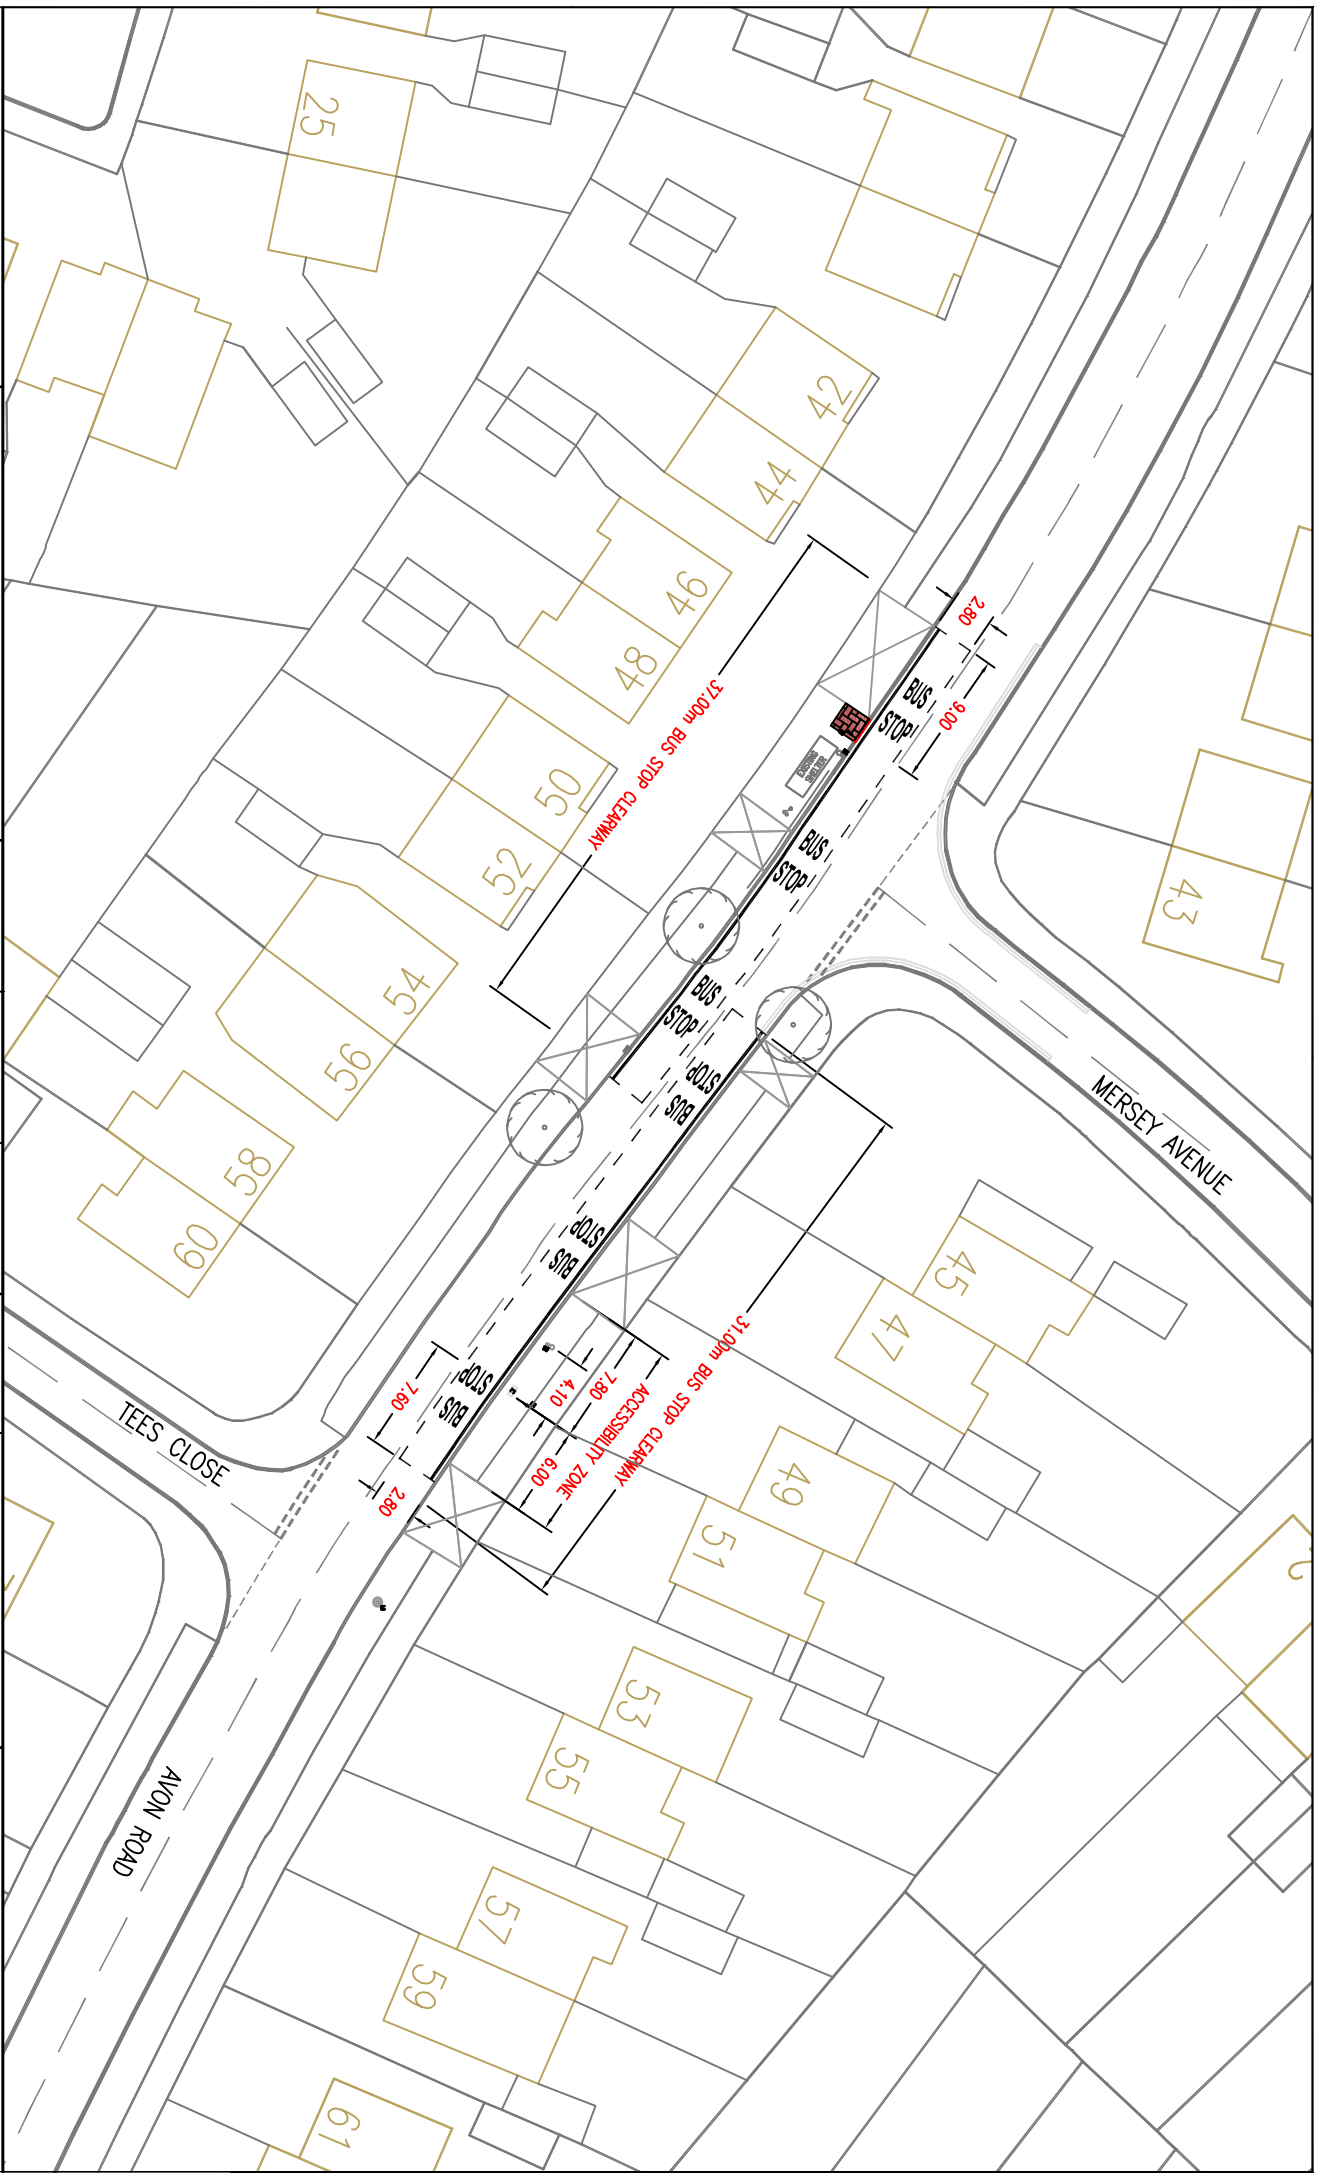 25
42
44
46
48
50
52
54
56
58
60
43
45
47
49
51
53
55
57
59
61
2
2.80
9.00
37.00m BUS STOP CLEARWAY
EXISTING
SHELTER
BUS
STOP
BUS
STOP
BUS
STOP
BUS
STOP
BUS
STOP
BUS
STOP
MERSEY AVENUE
31.00m BUS STOP CLEARWAY
ACCESSIBILITY ZONE
7.80
4.10
6.00
7.60
2.80
TEES CLOSE
AVON ROAD